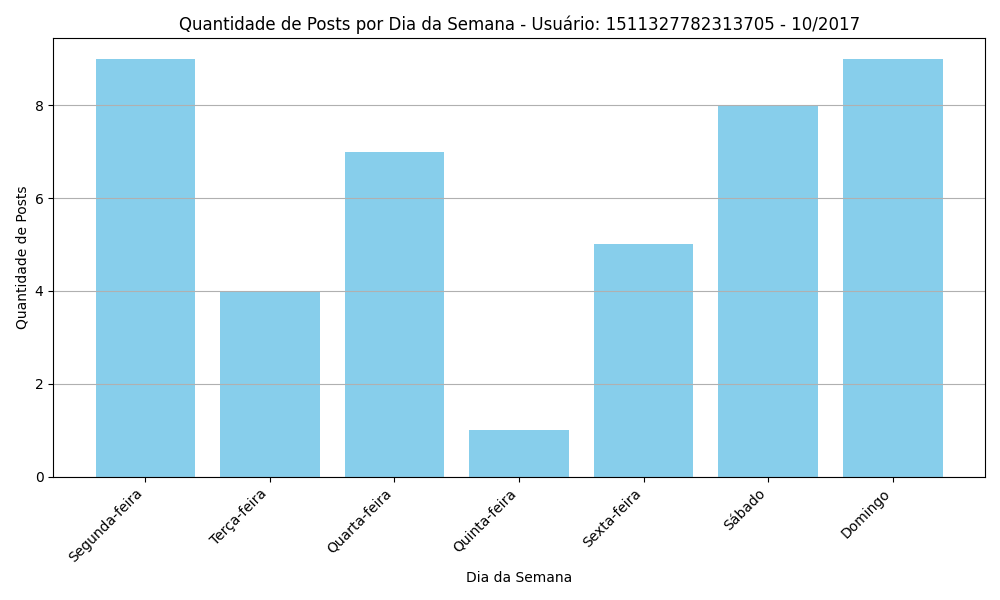 Quantidade de Posts por Dia da Semana - Usuário: 1511327782313705 - 10/2017
Quantidade de Posts
8
6
4
2
0
Segunda-feira
Terça-feira
Quarta-feira
Quinta-feira
Sexta-feira
Sábado
Domingo
Dia da Semana